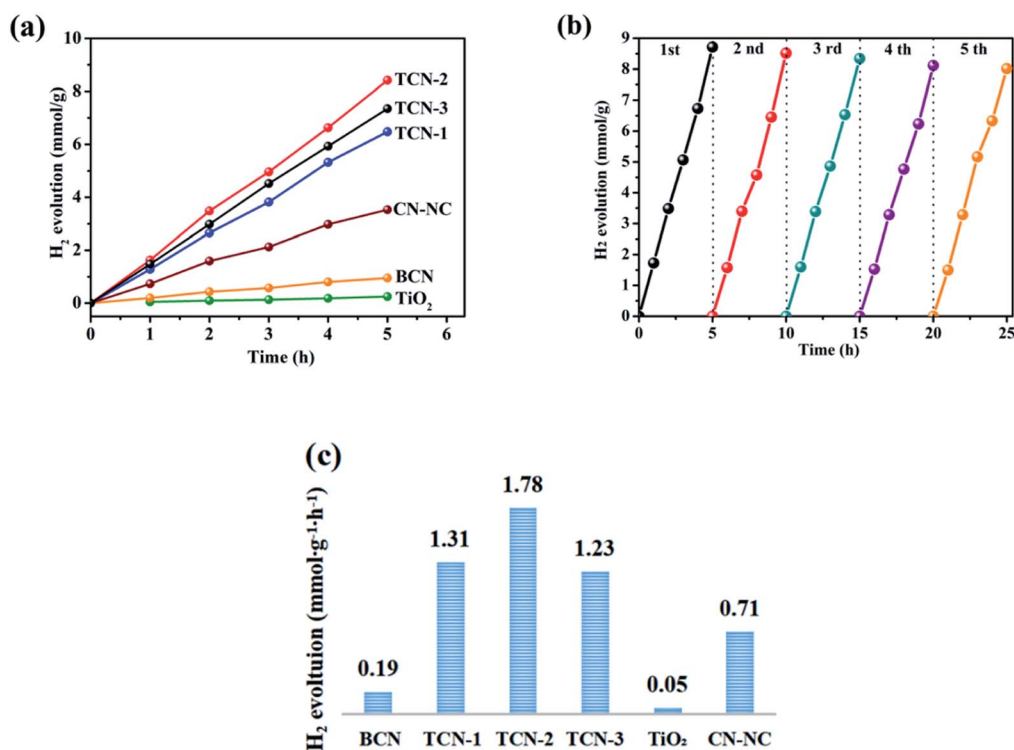 (a)
H₂ evolution (mmol/g)
10
8
6
4
2
0
TCN-2
TCN-3
TCN-1
CN-NC
BCN
TiO₂
0 1 2 3 4 5 6
Time (h)
(b)
H₂ evolution (mmol/g)
9
8
7
6
5
4
3
2
1
0
1st 2 nd 3 rd 4 th 5 th
0 5 10 15 20 25
Time (h)
(c)
H₂ evoltuion (mmol·g⁻¹·h⁻¹)
0.19 1.31 1.78 1.23 0.05 0.71
BCN TCN-1 TCN-2 TCN-3 TiO₂ CN-NC